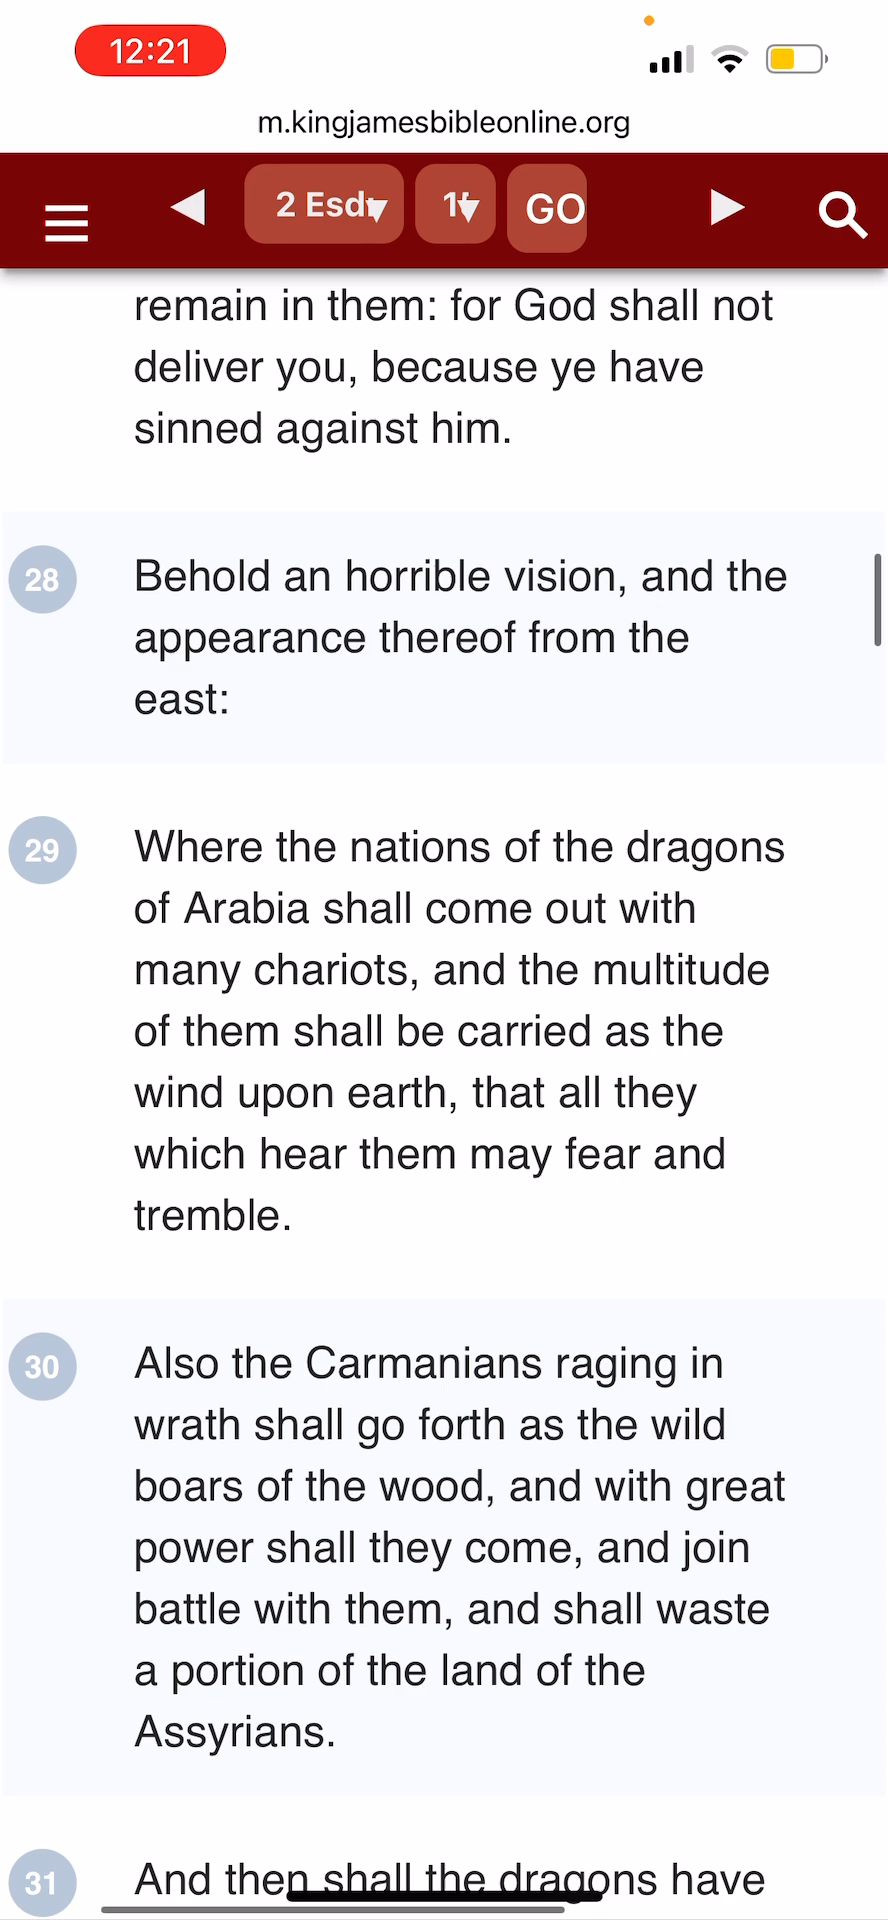 12:21
m.kingjamesbibleonline.org
2 Esd
GO
remain in them: for God shall not
deliver you, because ye have
sinned against him.
28
Behold an horrible vision, and the
appearance thereof from the
east:
29
Where the nations of the dragons
of Arabia shall come out with
many chariots, and the multitude
of them shall be carried as the
wind upon earth, that all they
which hear them may fear and
tremble.
30
Also the Carmanians raging in
wrath shall go forth as the wild
boars of the wood, and with great
power shall they come, and join
battle with them, and shall waste
a portion of the land of the
Assyrians.
31
And then shall the dragons have